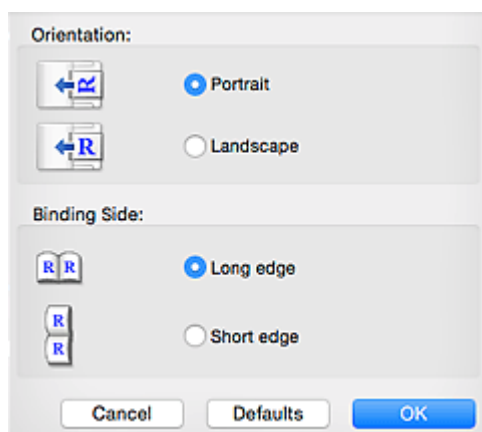 Orientation:
R
Portrait
R
Landscape
Binding Side:
R R
Long edge
R
R
Short edge
Cancel Defaults OK